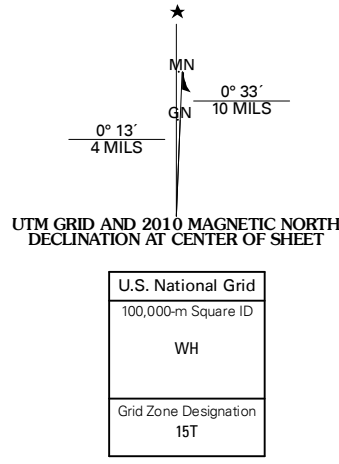 ★
MN
0° 33´
10 MILS
GN
0° 13´
4 MILS
UTM GRID AND 2010 MAGNETIC NORTH
DECLINATION AT CENTER OF SHEET
U.S. National Grid
100,000-m Square ID
WH
Grid Zone Designation
15T